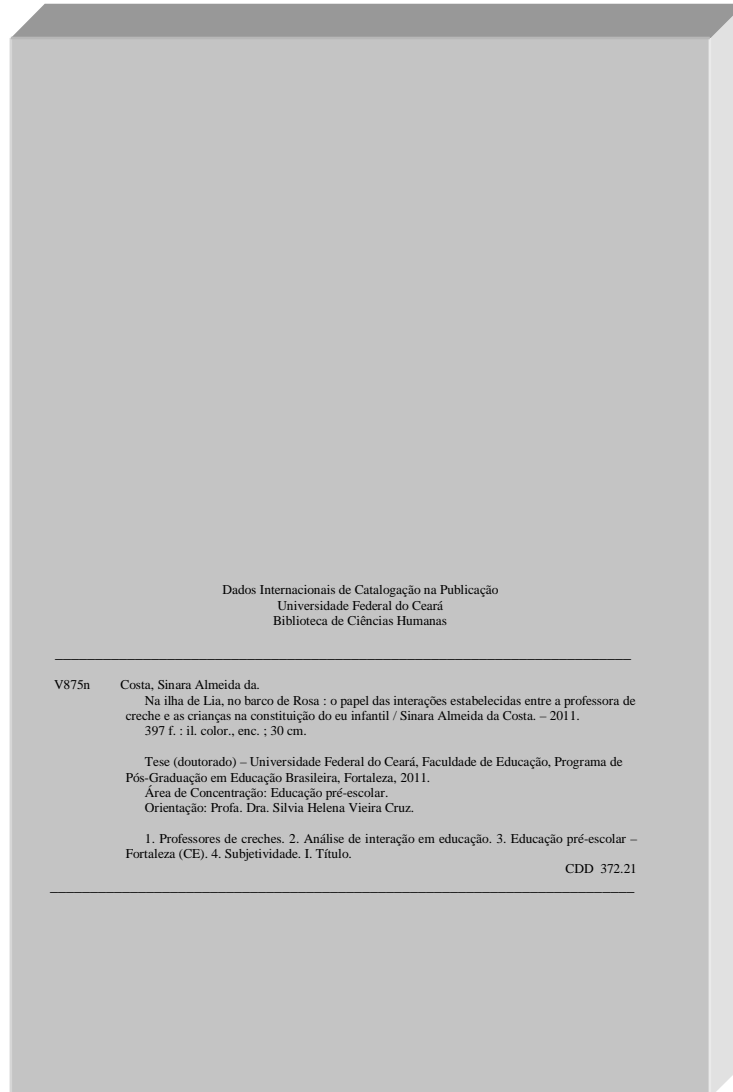 Dados Internacionais de Catalogação na Publicação
Universidade Federal do Ceará
Biblioteca de Ciências Humanas
V875n Costa, Sinara Almeida da.
Na ilha de Lia, no barco de Rosa : o papel das interações estabelecidas entre a professora de
creche e as crianças na constituição do eu infantil / Sinara Almeida da Costa. – 2011.
397 f. : il. color., enc. ; 30 cm.
Tese (doutorado) – Universidade Federal do Ceará, Faculdade de Educação, Programa de
Pós-Graduação em Educação Brasileira, Fortaleza, 2011.
Área de Concentração: Educação pré-escolar.
Orientação: Profa. Dra. Silvia Helena Vieira Cruz.
1. Professores de creches. 2. Análise de interação em educação. 3. Educação pré-escolar –
Fortaleza (CE). 4. Subjetividade. I. Título.
CDD 372.21